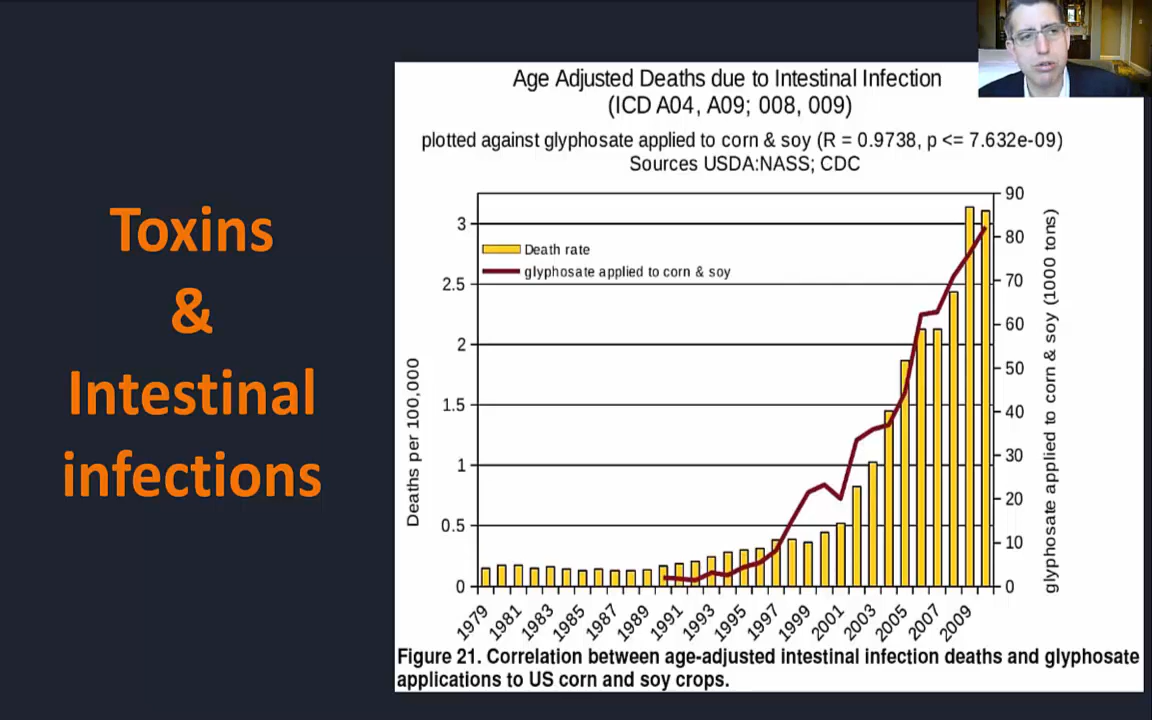 Toxins
&
Intestinal
infections
Age Adjusted Deaths due to Intestinal Infection
(ICD A04, A09; 008, 009)
plotted against glyphosate applied to corn & soy (R = 0.9738, p <= 7.632e-09)
Sources USDA:NASS; CDC
Death rate
glyphosate applied to corn & soy
Deaths per 100,000
3
2.5
2
1.5
1
0.5
0
90
80
70
60
50
40
30
20
10
0
glyphosate applied to corn & soy (1000 tons)
1979
1981
1983
1985
1987
1989
1991
1993
1995
1997
1999
2001
2003
2005
2007
2009
Figure 21. Correlation between age-adjusted intestinal infection deaths and glyphosate
applications to US corn and soy crops.